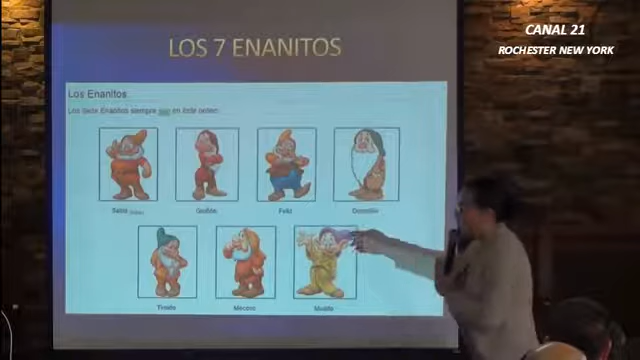 CANAL 21
ROCHESTER NEW YORK
LOS 7 ENANITOS
Los Enanitos
Los siete Enanitos siempre van en este orden:
Sabio
Gruñón
Feliz
Dormilón
Tímido
Mocoso
Mudito